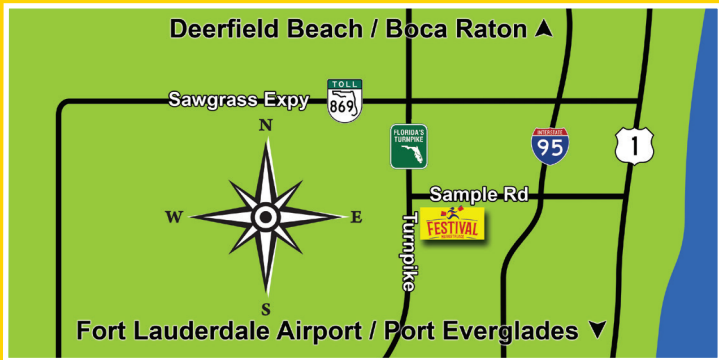 Deerfield Beach / Boca Raton
Sawgrass Expy
TOLL
869
N
W
E
S
FLORIDA'S
TURNPIKE
INTERSTATE
95
1
Sample Rd
FESTIVAL
Turnpike
Fort Lauderdale Airport / Port Everglades